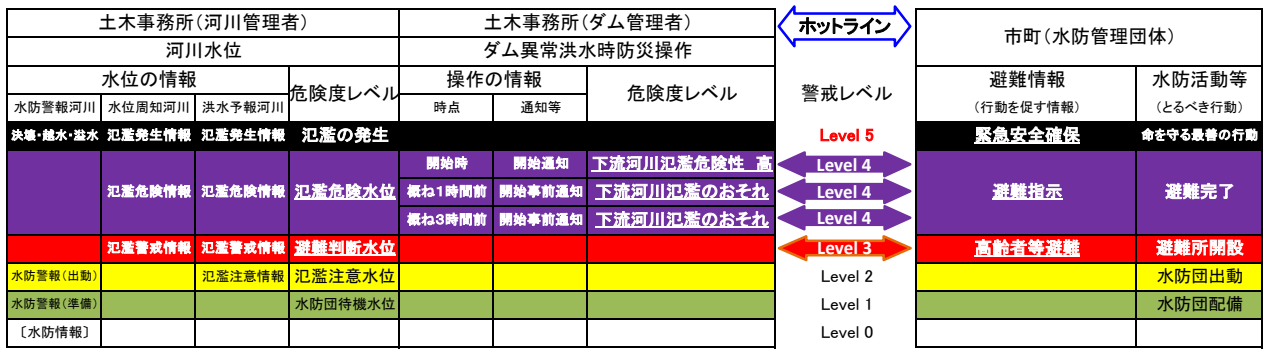 土木事務所(河川管理者) 土木事務所(ダム管理者) ホットライン 市町(水防管理団体)
河川水位 ダム異常洪水時防災操作
水位の情報 危険度レベル 操作の情報 危険度レベル 警戒レベル 避難情報 水防活動等
水防警報河川 水位周知河川 洪水予報河川 時点 通知等 (行動を促す情報) (とるべき行動)
決壊・越水・溢水 氾濫発生情報 氾濫発生情報 氾濫の発生 Level 5 緊急安全確保 命を守る最善の行動
開始時 開始通知 下流河川氾濫危険性 高 Level 4
氾濫危険情報 氾濫危険情報 氾濫危険水位 概ね1時間前 開始事前通知 下流河川氾濫のおそれ Level 4 避難指示 避難完了
概ね3時間前 開始事前通知 下流河川氾濫のおそれ Level 4
氾濫警戒情報 氾濫警戒情報 避難判断水位 Level 3 高齢者等避難 避難所開設
水防警報(出動) 氾濫注意情報 氾濫注意水位 Level 2 水防団出動
水防警報(準備) 水防団待機水位 Level 1 水防団配備
〔水防情報〕 Level 0